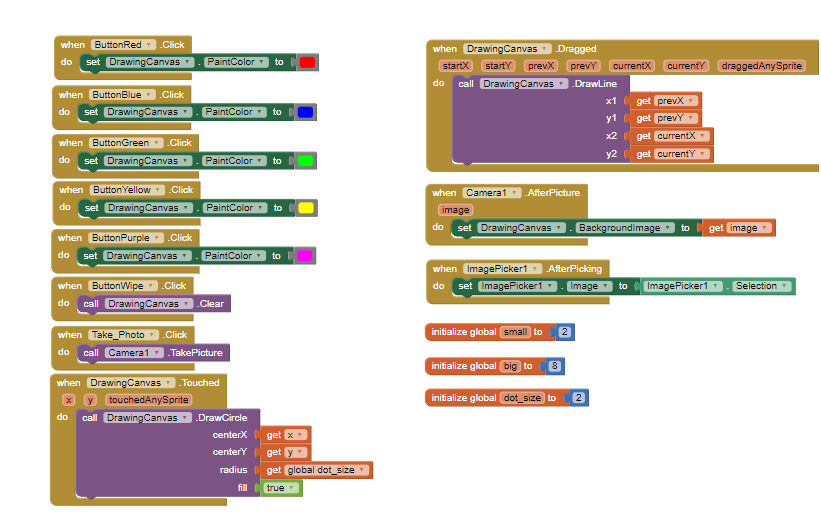 when ButtonRed .Click
do set DrawingCanvas . PaintColor to
when ButtonBlue .Click
do set DrawingCanvas . PaintColor to
when ButtonGreen .Click
do set DrawingCanvas . PaintColor to
when ButtonYellow .Click
do set DrawingCanvas . PaintColor to
when ButtonPurple .Click
do set DrawingCanvas . PaintColor to
when ButtonWipe .Click
do call DrawingCanvas .Clear
when Take_Photo .Click
do call Camera1 .TakePicture
when DrawingCanvas .Touched
x y touchedAnySprite
do call DrawingCanvas .DrawCircle
centerX get x
centerY get y
radius get global dot_size
fill true
when DrawingCanvas .Dragged
startX startY prevX prevY currentX currentY draggedAnySprite
do call DrawingCanvas .DrawLine
x1 get prevX
y1 get prevY
x2 get currentX
y2 get currentY
when Camera1 .AfterPicture
image
do set DrawingCanvas . BackgroundImage to get image
when ImagePicker1 .AfterPicking
do set ImagePicker1 . Image to ImagePicker1 . Selection
initialize global small to 2
initialize global big to 8
initialize global dot_size to 2